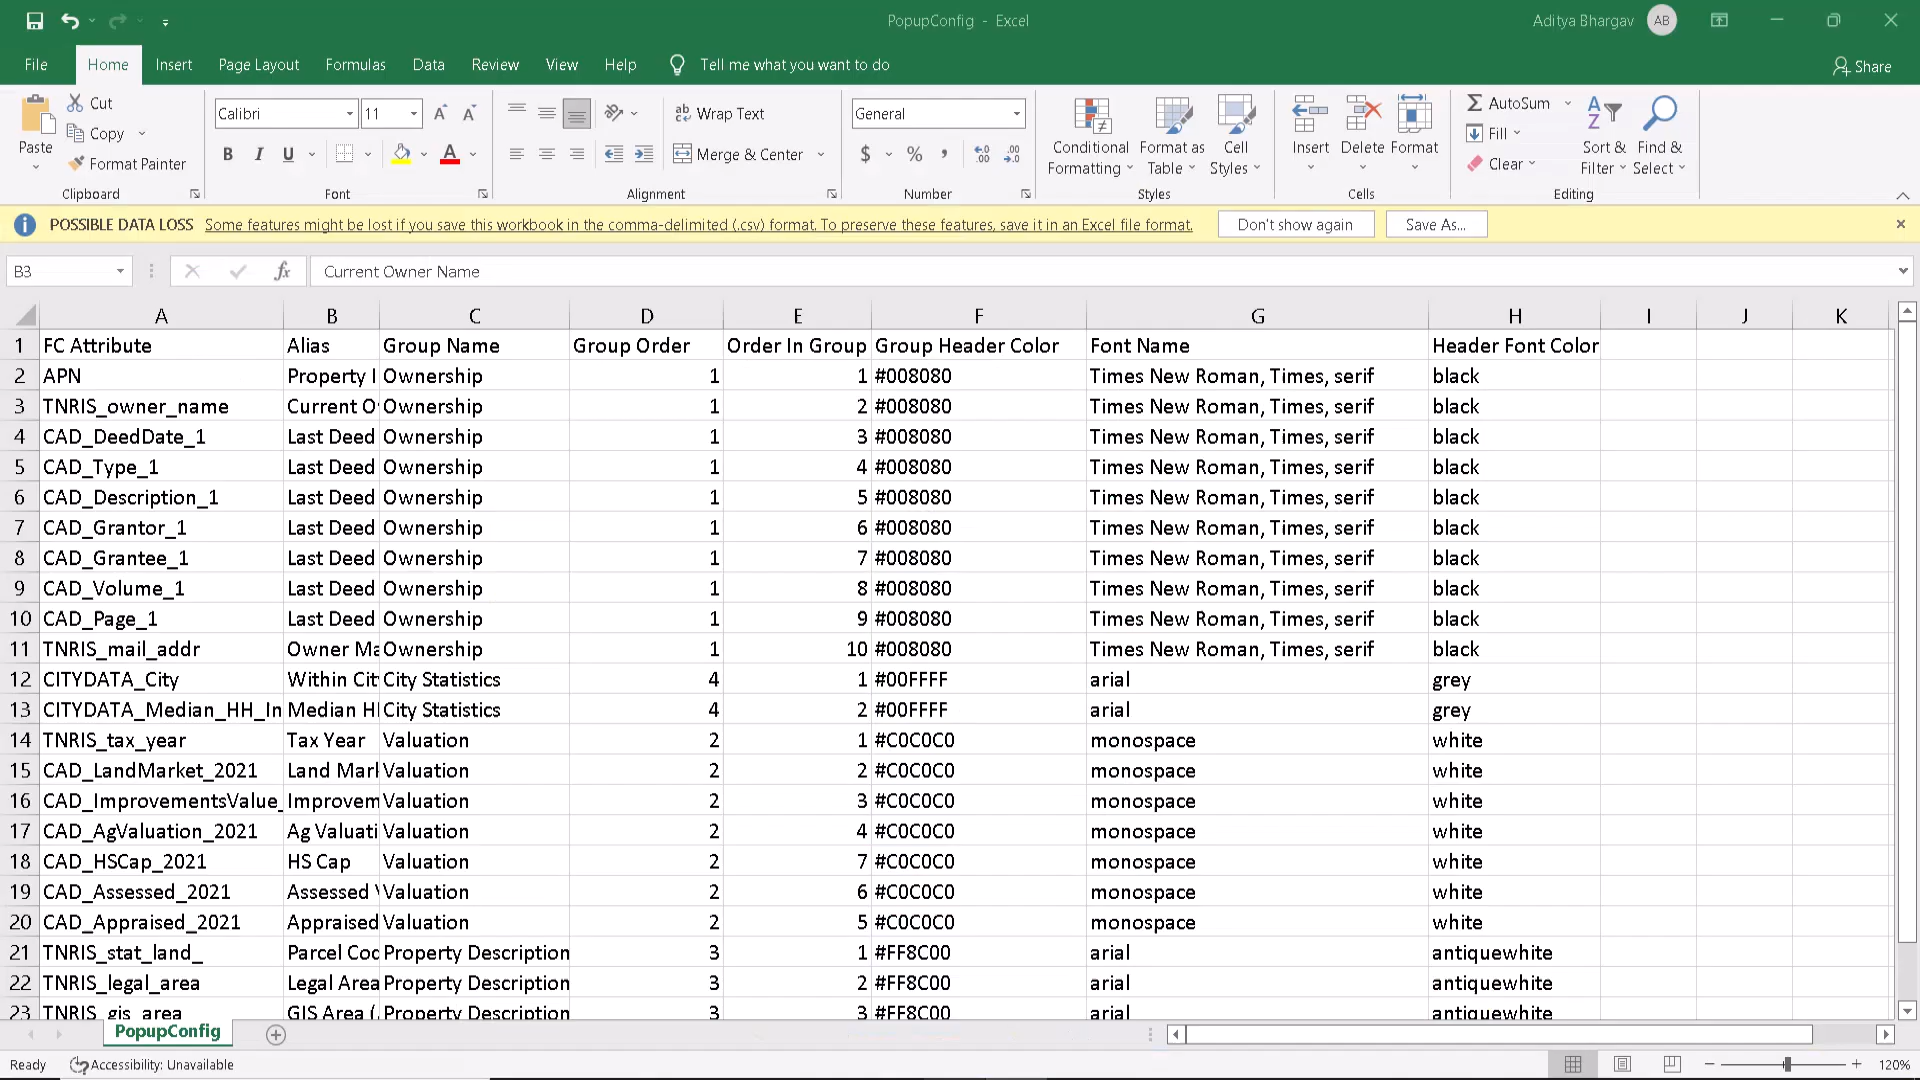 PopupConfig - Excel
Aditya Bhargav AB
File Home Insert Page Layout Formulas Data Review View Help Tell me what you want to do Share
Paste Cut Copy Format Painter Clipboard
Calibri 11 B I U A Font
Wrap Text Merge & Center Alignment
General $ % , Number
Conditional Formatting Format as Table Cell Styles Styles
Insert Delete Format Cells
AutoSum Fill Clear Sort & Filter Find & Select Editing
POSSIBLE DATA LOSS Some features might be lost if you save this workbook in the comma-delimited (.csv) format. To preserve these features, save it in an Excel file format. Don't show again Save As...
B3 fx Current Owner Name
A B C D E F G H I J K
1 FC Attribute Alias Group Name Group Order Order In Group Group Header Color Font Name Header Font Color
2 APN Property I Ownership 1 1 #008080 Times New Roman, Times, serif black
3 TNRIS_owner_name Current O Ownership 1 2 #008080 Times New Roman, Times, serif black
4 CAD_DeedDate_1 Last Deed Ownership 1 3 #008080 Times New Roman, Times, serif black
5 CAD_Type_1 Last Deed Ownership 1 4 #008080 Times New Roman, Times, serif black
6 CAD_Description_1 Last Deed Ownership 1 5 #008080 Times New Roman, Times, serif black
7 CAD_Grantor_1 Last Deed Ownership 1 6 #008080 Times New Roman, Times, serif black
8 CAD_Grantee_1 Last Deed Ownership 1 7 #008080 Times New Roman, Times, serif black
9 CAD_Volume_1 Last Deed Ownership 1 8 #008080 Times New Roman, Times, serif black
10 CAD_Page_1 Last Deed Ownership 1 9 #008080 Times New Roman, Times, serif black
11 TNRIS_mail_addr Owner Ma Ownership 1 10 #008080 Times New Roman, Times, serif black
12 CITYDATA_City Within Cit City Statistics 4 1 #00FFFF arial grey
13 CITYDATA_Median_HH_In Median H City Statistics 4 2 #00FFFF arial grey
14 TNRIS_tax_year Tax Year Valuation 2 1 #C0C0C0 monospace white
15 CAD_LandMarket_2021 Land Mar Valuation 2 2 #C0C0C0 monospace white
16 CAD_ImprovementsValue_ Improvem Valuation 2 3 #C0C0C0 monospace white
17 CAD_AgValuation_2021 Ag Valuati Valuation 2 4 #C0C0C0 monospace white
18 CAD_HSCap_2021 HS Cap Valuation 2 7 #C0C0C0 monospace white
19 CAD_Assessed_2021 Assessed Valuation 2 6 #C0C0C0 monospace white
20 CAD_Appraised_2021 Appraised Valuation 2 5 #C0C0C0 monospace white
21 TNRIS_stat_land_ Parcel Coc Property Description 3 1 #FF8C00 arial antiquewhite
22 TNRIS_legal_area Legal Area Property Description 3 2 #FF8C00 arial antiquewhite
23 TNRIS_gis_area GIS Area ( Property Description 3 3 #FF8C00 arial antiquewhite
PopupConfig
Ready Accessibility: Unavailable 120%